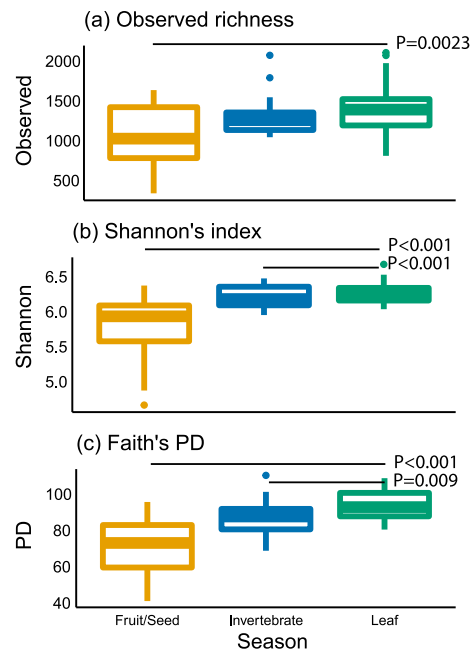 (a) Observed richness
P=0.0023
2000
1500
1000
500
Observed
(b) Shannon's index
P<0.001
P<0.001
6.5
6.0
5.5
5.0
Shannon
(c) Faith's PD
P<0.001
P=0.009
100
80
60
40
PD
Fruit/Seed Invertebrate Leaf
Season